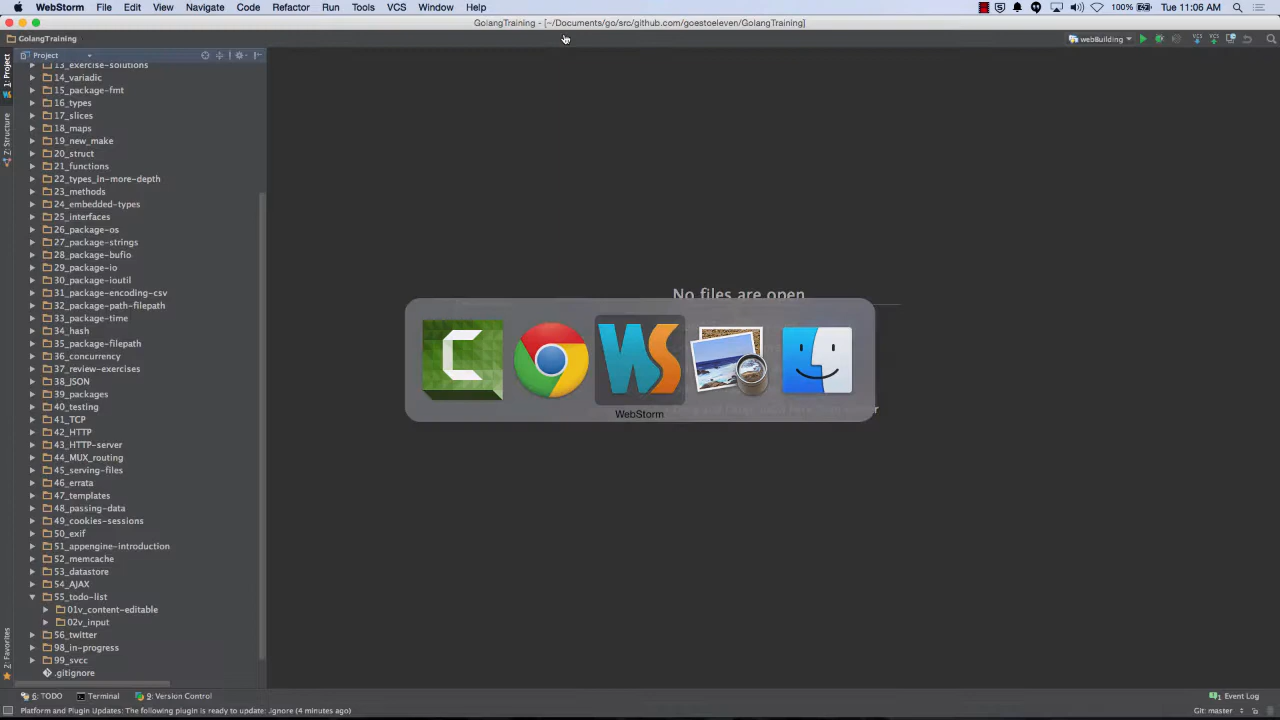 WebStorm File Edit View Navigate Code Refactor Run Tools VCS Window Help 100% Tue 11:06 AM
GolangTraining - [~/Documents/go/src/github.com/goestoeleven/GolangTraining]
GolangTraining webBuilding
Project
13_exercise-solutions
14_variadic
15_package-fmt
16_types
17_slices
18_maps
19_new_make
20_struct
21_functions
22_types_in-more-depth
23_methods
24_embedded-types
25_interfaces
26_package-os
27_package-strings
28_package-bufio
29_package-io
30_package-ioutil
31_package-encoding-csv
32_package-path-filepath
33_package-time
34_hash
35_package-filepath
36_concurrency
37_review-exercises
38_JSON
39_packages
40_testing
41_TCP
42_HTTP
43_HTTP-server
44_MUX_routing
45_serving-files
46_errata
47_templates
48_passing-data
49_cookies-sessions
50_exif
51_appengine-introduction
52_memcache
53_datastore
54_AJAX
55_todo-list
01v_content-editable
02v_input
56_twitter
98_in-progress
99_svcc
.gitignore
1: Project
Z: Structure
2: Favorites
No files are open
WebStorm
6: TODO Terminal 9: Version Control 1 Event Log
Platform and Plugin Updates: The following plugin is ready to update: .ignore (4 minutes ago) Git: master